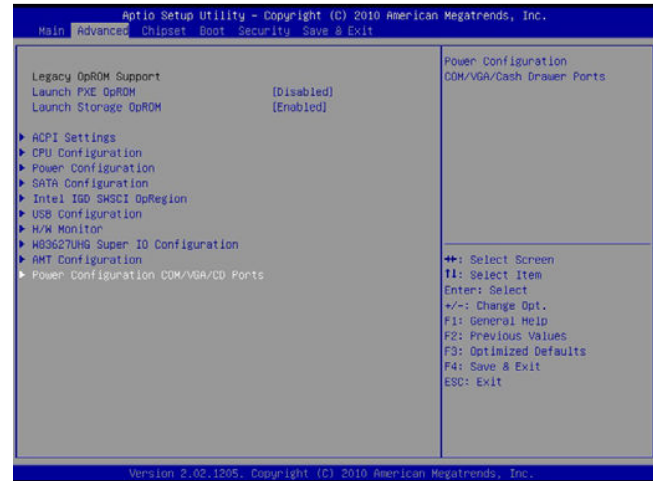 Aptio Setup Utility - Copyright (C) 2010 American Megatrends, Inc.
Main Advanced Chipset Boot Security Save & Exit
Legacy OpROM Support
Launch PXE OpROM [Disabled]
Launch Storage OpROM [Enabled]
► ACPI Settings
► CPU Configuration
► Power Configuration
► SATA Configuration
► Intel IGD SWSCI OpRegion
► USB Configuration
► H/W Monitor
► W83627UHG Super IO Configuration
► AMT Configuration
► Power Configuration COM/VGA/CD Ports
Power Configuration
COM/VGA/Cash Drawer Ports
→←: Select Screen
↑↓: Select Item
Enter: Select
+/-: Change Opt.
F1: General Help
F2: Previous Values
F3: Optimized Defaults
F4: Save & Exit
ESC: Exit
Version 2.02.1205. Copyright (C) 2010 American Megatrends, Inc.